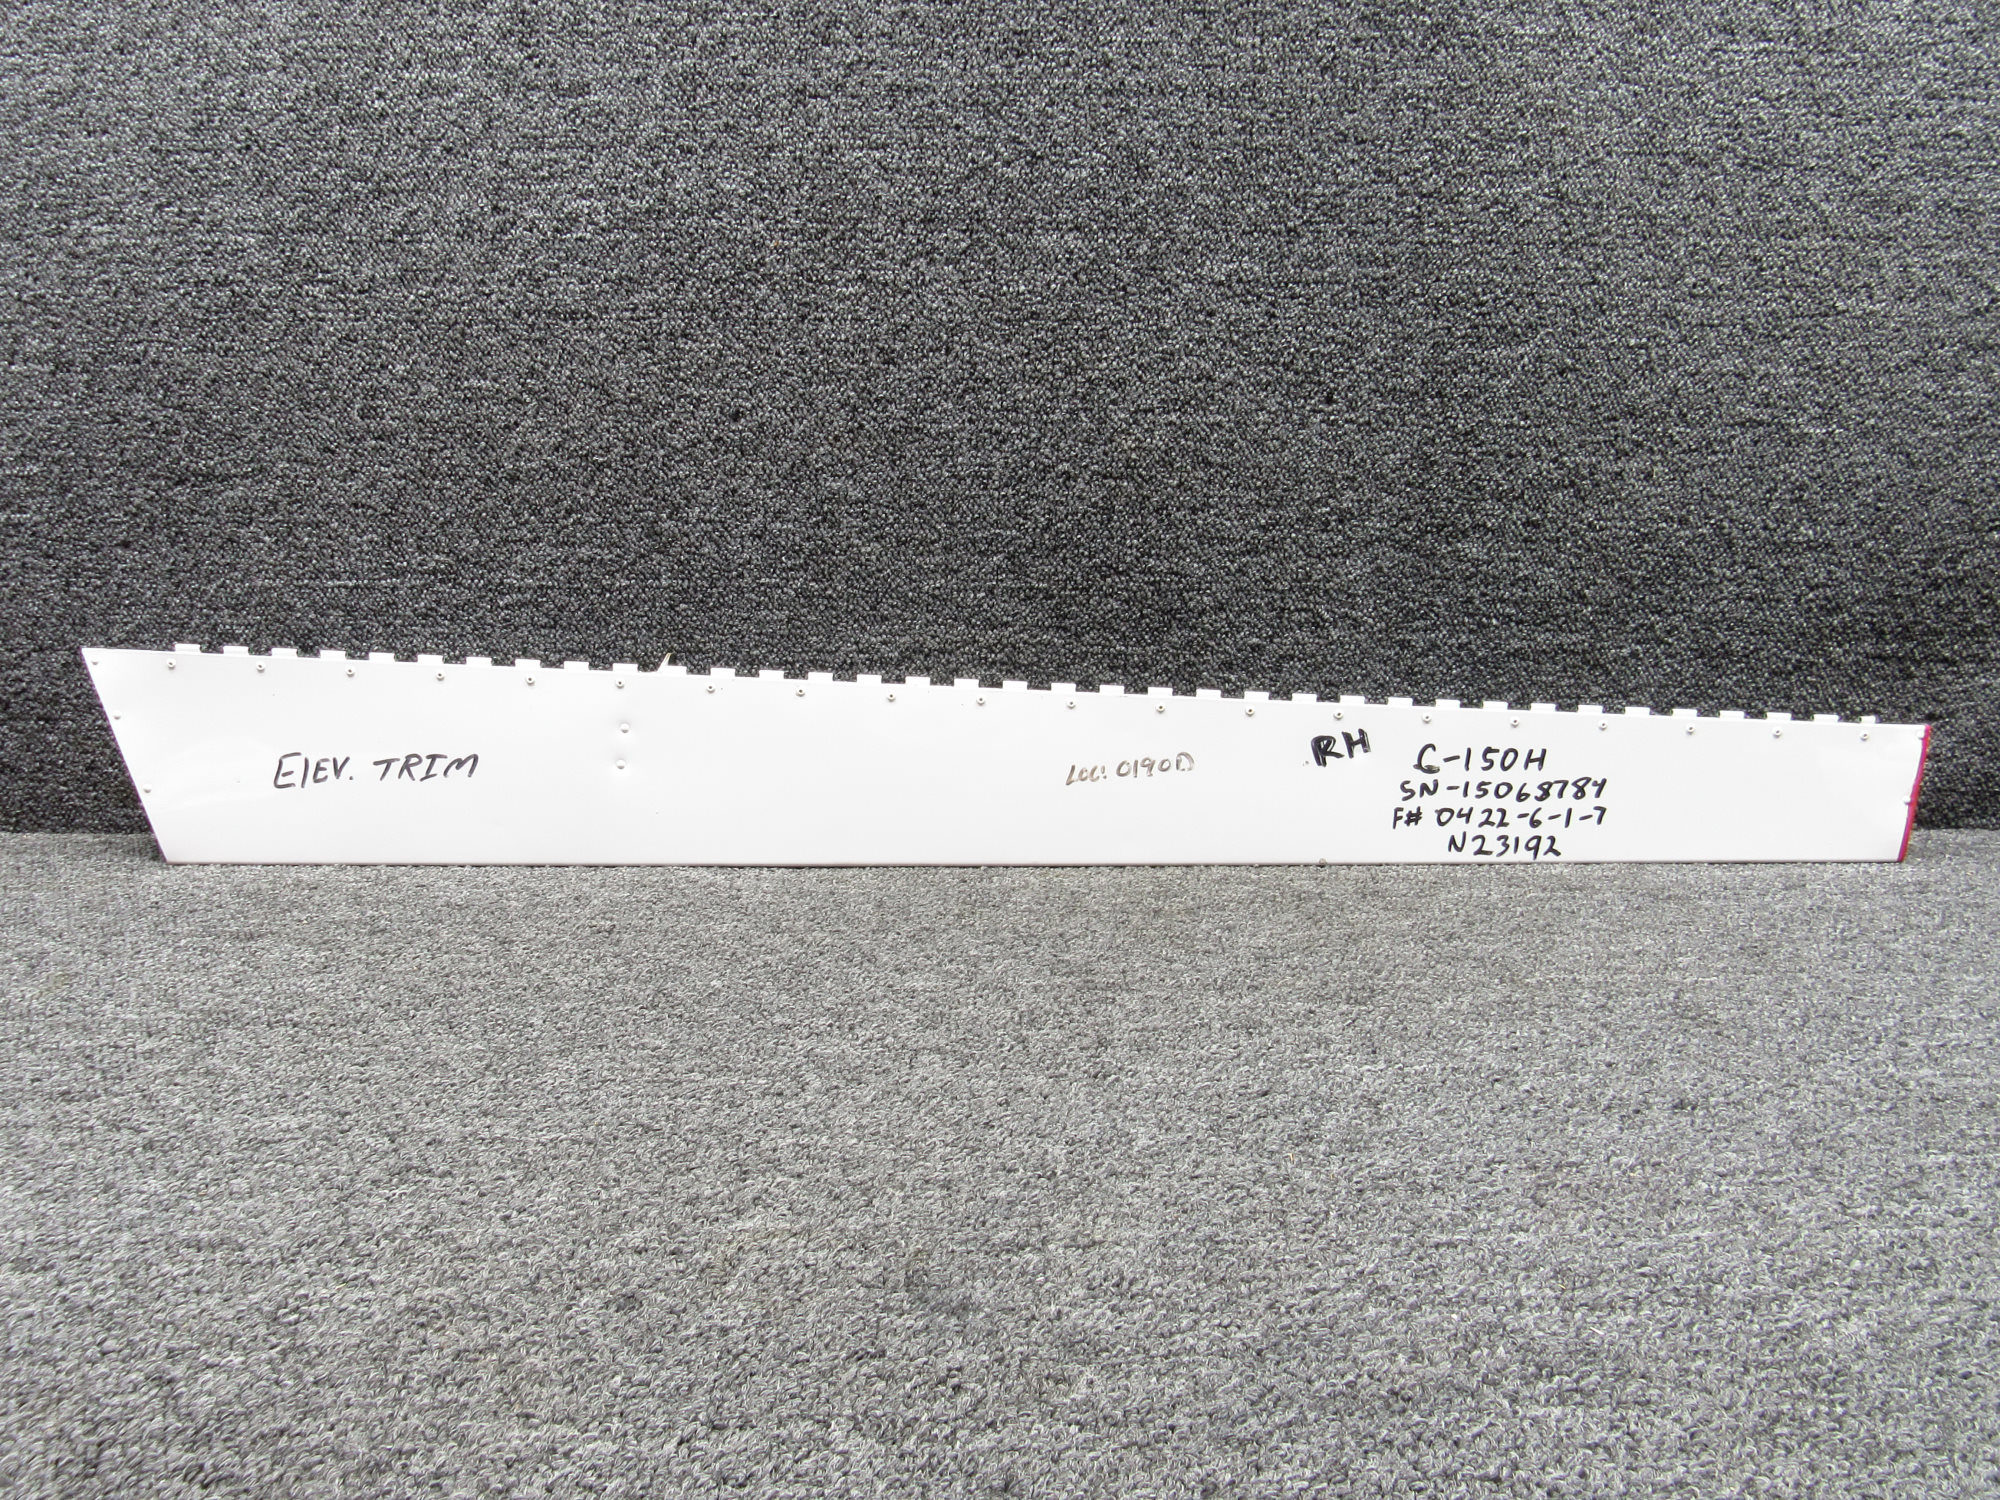 ELEV. TRIM
LOC: 0190D
RH
C-150H
SN-15068784
F# 0422-6-1-7
N23192